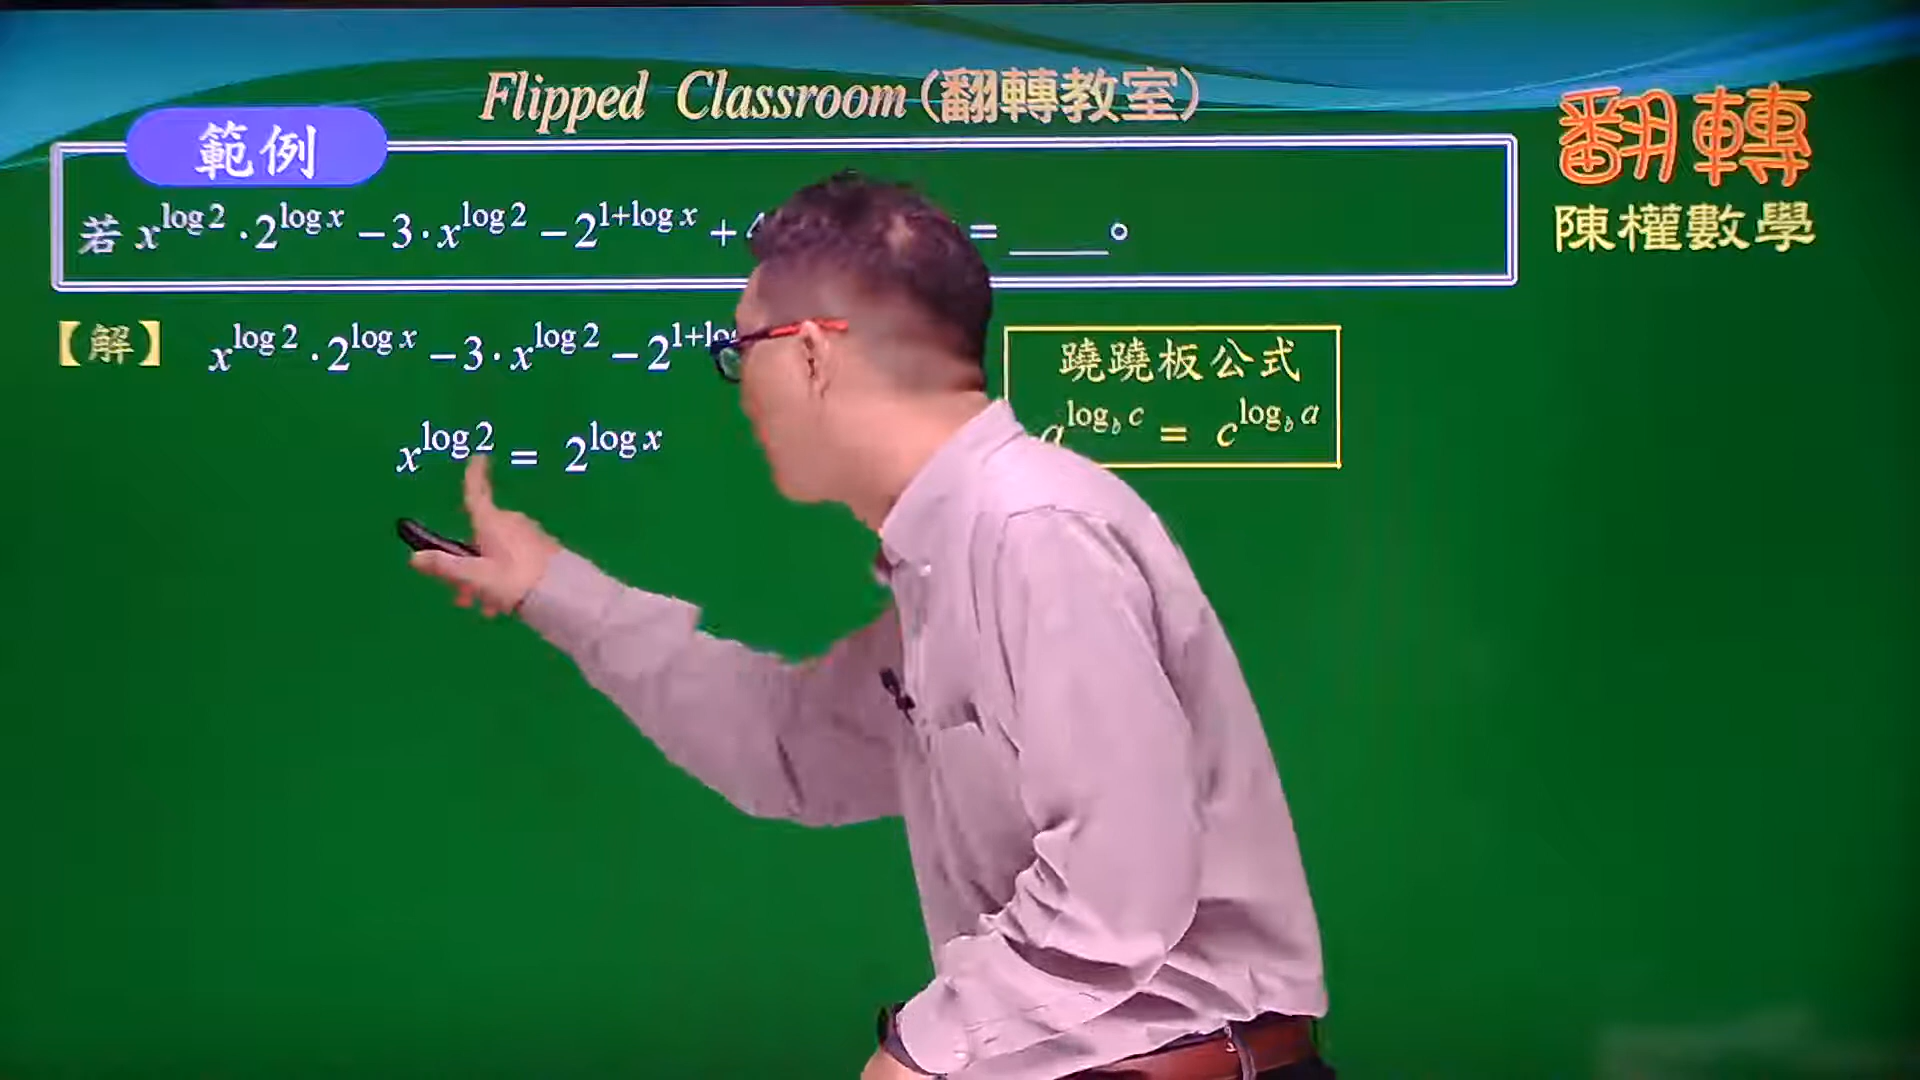 Flipped Classroom (翻轉教室)
翻轉
陳權數學
範例
若 x^{log 2} · 2^{log x} − 3 · x^{log 2} − 2^{1+log x} + = ____。
【解】 x^{log 2} · 2^{log x} − 3 · x^{log 2} − 2^{1+lo
蹺蹺板公式
a^{log_b c} = c^{log_b a}
x^{log 2} = 2^{log x}